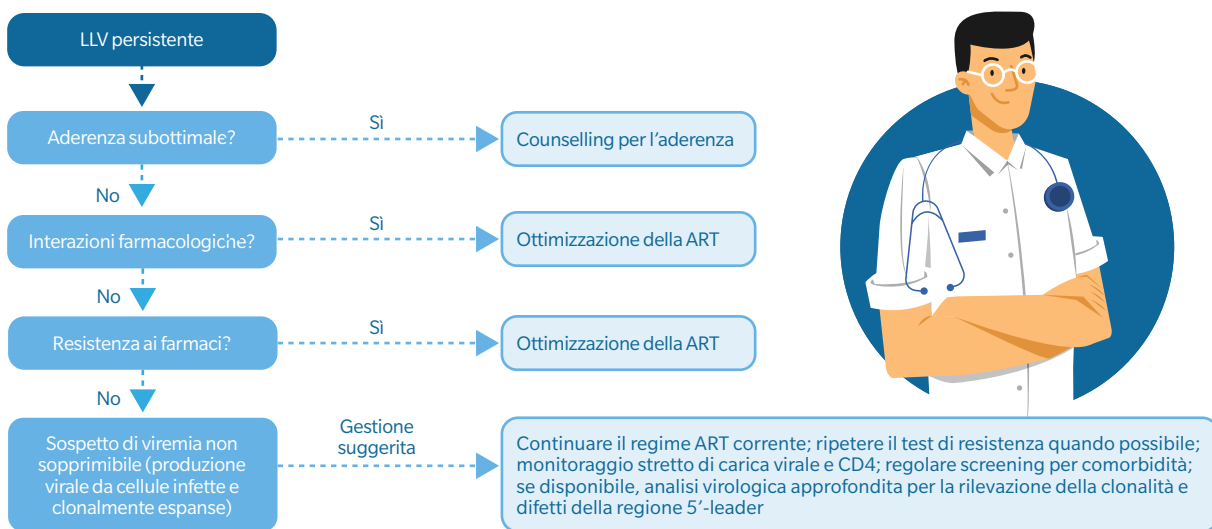 LLV persistente
Aderenza subottimale?
Sì
Counselling per l'aderenza
No
Interazioni farmacologiche?
Sì
Ottimizzazione della ART
No
Resistenza ai farmaci?
Sì
Ottimizzazione della ART
No
Sospetto di viremia non
sopprimibile (produzione
virale da cellule infette e
clonalmente espanse)
Gestione
suggerita
Continuare il regime ART corrente; ripetere il test di resistenza quando possibile;
monitoraggio stretto di carica virale e CD4; regolare screening per comorbidità;
se disponibile, analisi virologica approfondita per la rilevazione della clonalità e
difetti della regione 5′-leader